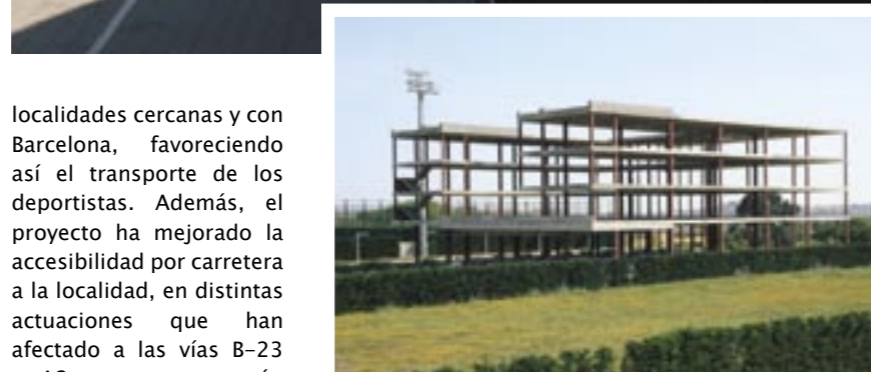 localidades cercanas y con
Barcelona, favoreciendo
así el transporte de los
deportistas. Además, el
proyecto ha mejorado la
accesibilidad por carretera
a la localidad, en distintas
actuaciones que han
afectado a las vías B-23